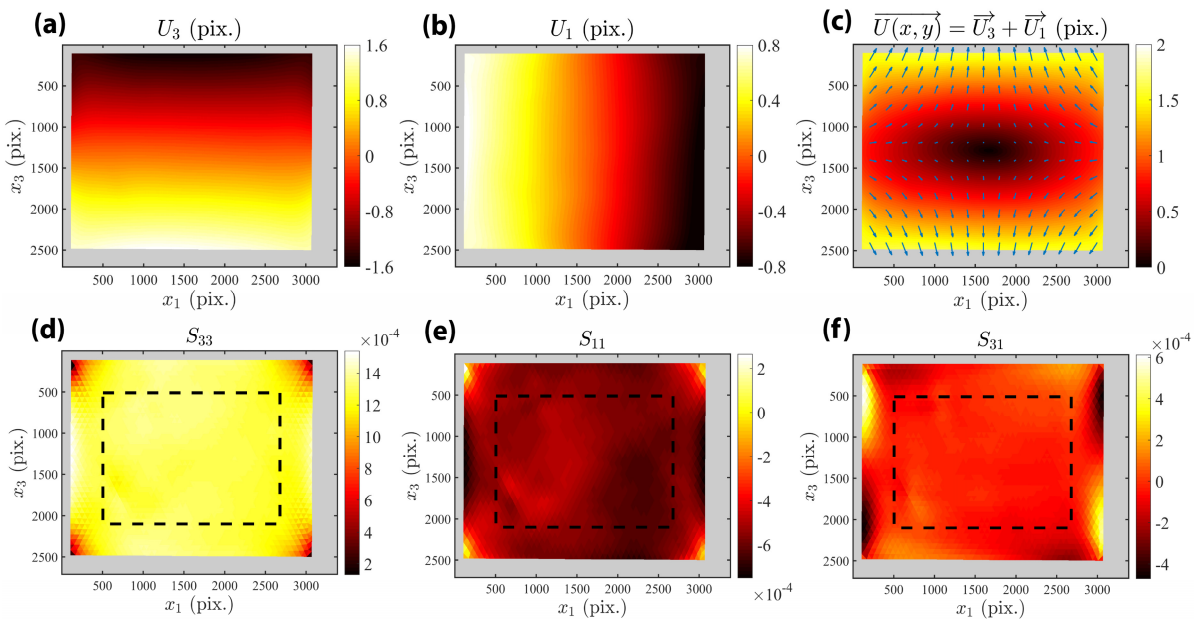 (a)
U₃ (pix.)
500
1000
1500
2000
2500
x₃ (pix.)
500 1000 1500 2000 2500 3000
x₁ (pix.)
1.6
0.8
0
-0.8
-1.6
(b)
U₁ (pix.)
500
1000
1500
2000
2500
x₃ (pix.)
500 1000 1500 2000 2500 3000
x₁ (pix.)
0.8
0.4
0
-0.4
-0.8
(c)
U(x, y) = U₃ + U₁ (pix.)
500
1000
1500
2000
2500
x₃ (pix.)
500 1000 1500 2000 2500 3000
x₁ (pix.)
2
1.5
1
0.5
0
(d)
S₃₃
×10⁻⁴
500
1000
1500
2000
2500
x₃ (pix.)
500 1000 1500 2000 2500 3000
x₁ (pix.)
14
12
10
8
6
4
2
(e)
S₁₁
500
1000
1500
2000
2500
x₃ (pix.)
500 1000 1500 2000 2500 3000
x₁ (pix.)
2
0
-2
-4
-6
×10⁻⁴
(f)
S₃₁
×10⁻⁴
500
1000
1500
2000
2500
x₃ (pix.)
500 1000 1500 2000 2500 3000
x₁ (pix.)
6
4
2
0
-2
-4